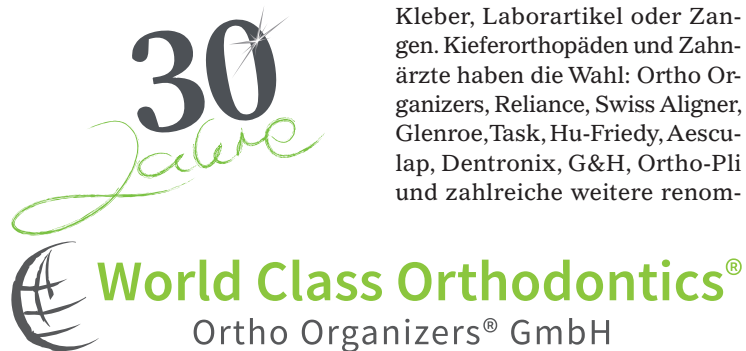 30
Jahre
Kleber, Laborartikel oder Zan-
gen. Kieferorthopäden und Zahn-
ärzte haben die Wahl: Ortho Or-
ganizers, Reliance, Swiss Aligner,
Glenroe, Task, Hu-Friedy, Aescu-
lap, Dentronix, G&H, Ortho-Pli
und zahlreiche weitere renom-
World Class Orthodontics®
Ortho Organizers® GmbH